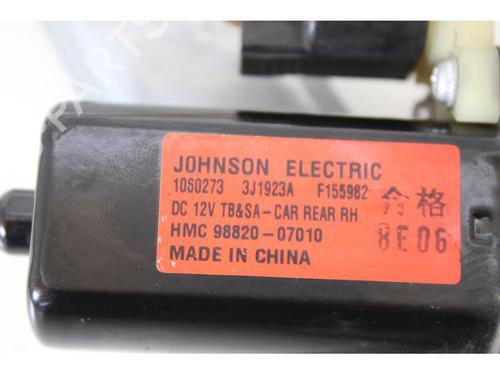 JOHNSON ELECTRIC
1060273 3J1923A F155982
DC 12V TB&SA-CAR REAR RH
HMC 98820-07010
MADE IN CHINA
合格
8E06